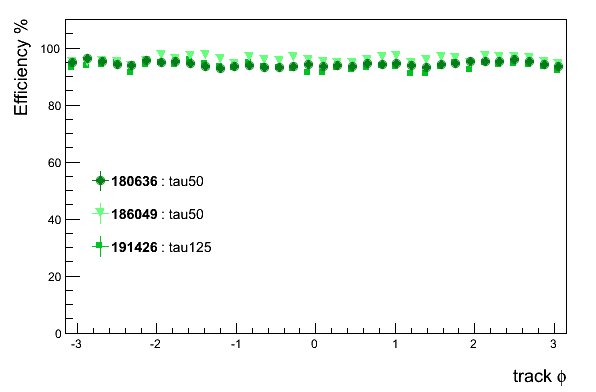 Efficiency %
100
80
60
40
20
0
180636 : tau50
186049 : tau50
191426 : tau125
-3 -2 -1 0 1 2 3
track ϕ